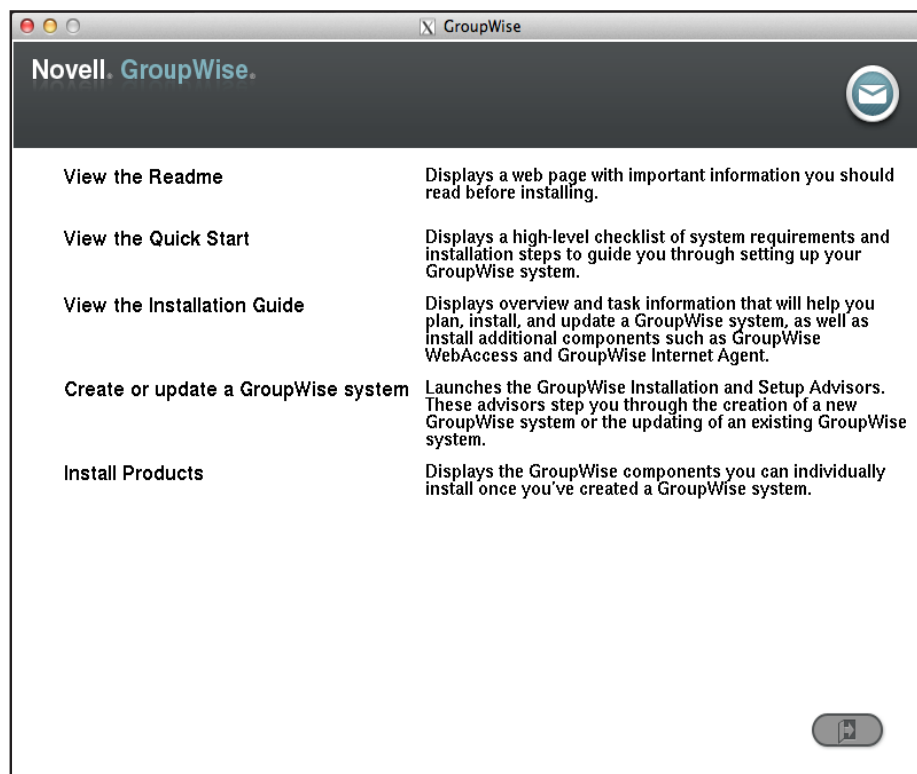 GroupWise
Novell. GroupWise.
View the Readme
Displays a web page with important information you should
read before installing.
View the Quick Start
Displays a high-level checklist of system requirements and
installation steps to guide you through setting up your
GroupWise system.
View the Installation Guide
Displays overview and task information that will help you
plan, install, and update a GroupWise system, as well as
install additional components such as GroupWise
WebAccess and GroupWise Internet Agent.
Create or update a GroupWise system
Launches the GroupWise Installation and Setup Advisors.
These advisors step you through the creation of a new
GroupWise system or the updating of an existing GroupWise
system.
Install Products
Displays the GroupWise components you can individually
install once you've created a GroupWise system.